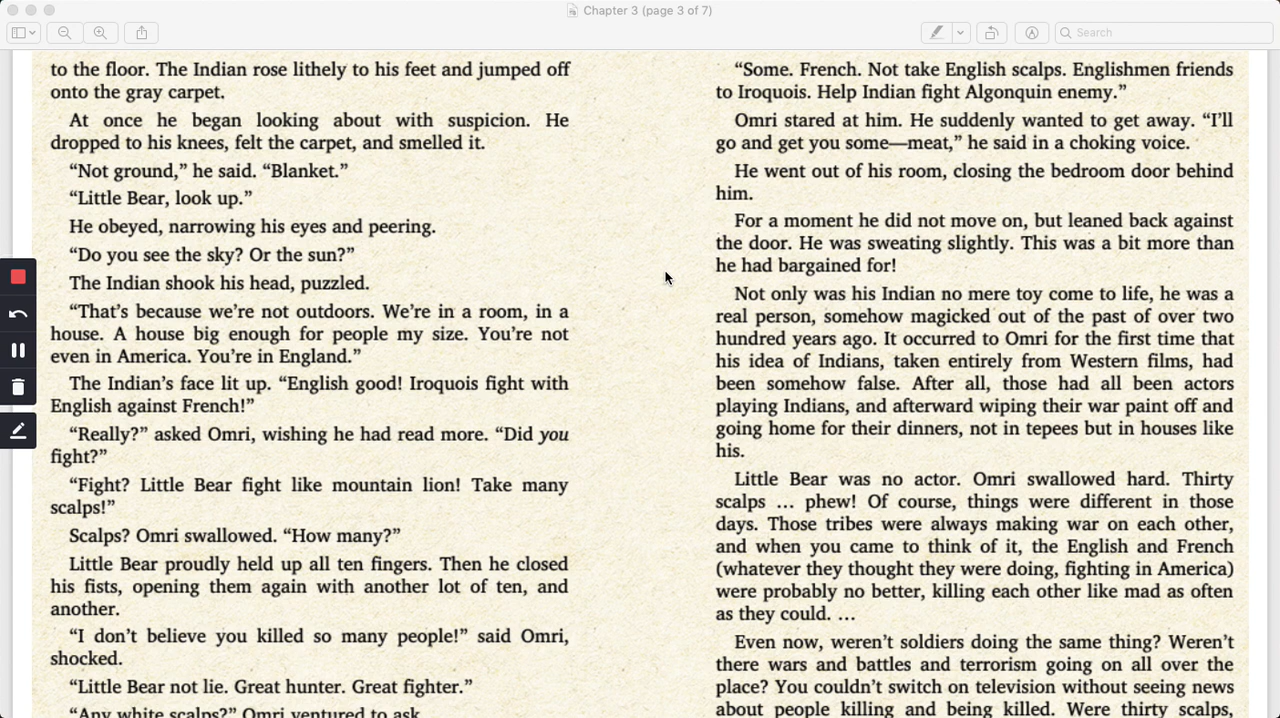 Chapter 3 (page 3 of 7)
Search
to the floor. The Indian rose lithely to his feet and jumped off
onto the gray carpet.
At once he began looking about with suspicion. He
dropped to his knees, felt the carpet, and smelled it.
“Not ground,” he said. “Blanket.”
“Little Bear, look up.”
He obeyed, narrowing his eyes and peering.
“Do you see the sky? Or the sun?”
The Indian shook his head, puzzled.
“That’s because we’re not outdoors. We’re in a room, in a
house. A house big enough for people my size. You’re not
even in America. You’re in England.”
The Indian’s face lit up. “English good! Iroquois fight with
English against French!”
“Really?” asked Omri, wishing he had read more. “Did you
fight?”
“Fight? Little Bear fight like mountain lion! Take many
scalps!”
Scalps? Omri swallowed. “How many?”
Little Bear proudly held up all ten fingers. Then he closed
his fists, opening them again with another lot of ten, and
another.
“I don’t believe you killed so many people!” said Omri,
shocked.
“Little Bear not lie. Great hunter. Great fighter.”
“Any white scalps?” Omri ventured to ask.
“Some. French. Not take English scalps. Englishmen friends
to Iroquois. Help Indian fight Algonquin enemy.”
Omri stared at him. He suddenly wanted to get away. “I’ll
go and get you some—meat,” he said in a choking voice.
He went out of his room, closing the bedroom door behind
him.
For a moment he did not move on, but leaned back against
the door. He was sweating slightly. This was a bit more than
he had bargained for!
Not only was his Indian no mere toy come to life, he was a
real person, somehow magicked out of the past of over two
hundred years ago. It occurred to Omri for the first time that
his idea of Indians, taken entirely from Western films, had
been somehow false. After all, those had all been actors
playing Indians, and afterward wiping their war paint off and
going home for their dinners, not in tepees but in houses like
his.
Little Bear was no actor. Omri swallowed hard. Thirty
scalps … phew! Of course, things were different in those
days. Those tribes were always making war on each other,
and when you came to think of it, the English and French
(whatever they thought they were doing, fighting in America)
were probably no better, killing each other like mad as often
as they could. …
Even now, weren’t soldiers doing the same thing? Weren’t
there wars and battles and terrorism going on all over the
place? You couldn’t switch on television without seeing news
about people killing and being killed. Were thirty scalps,